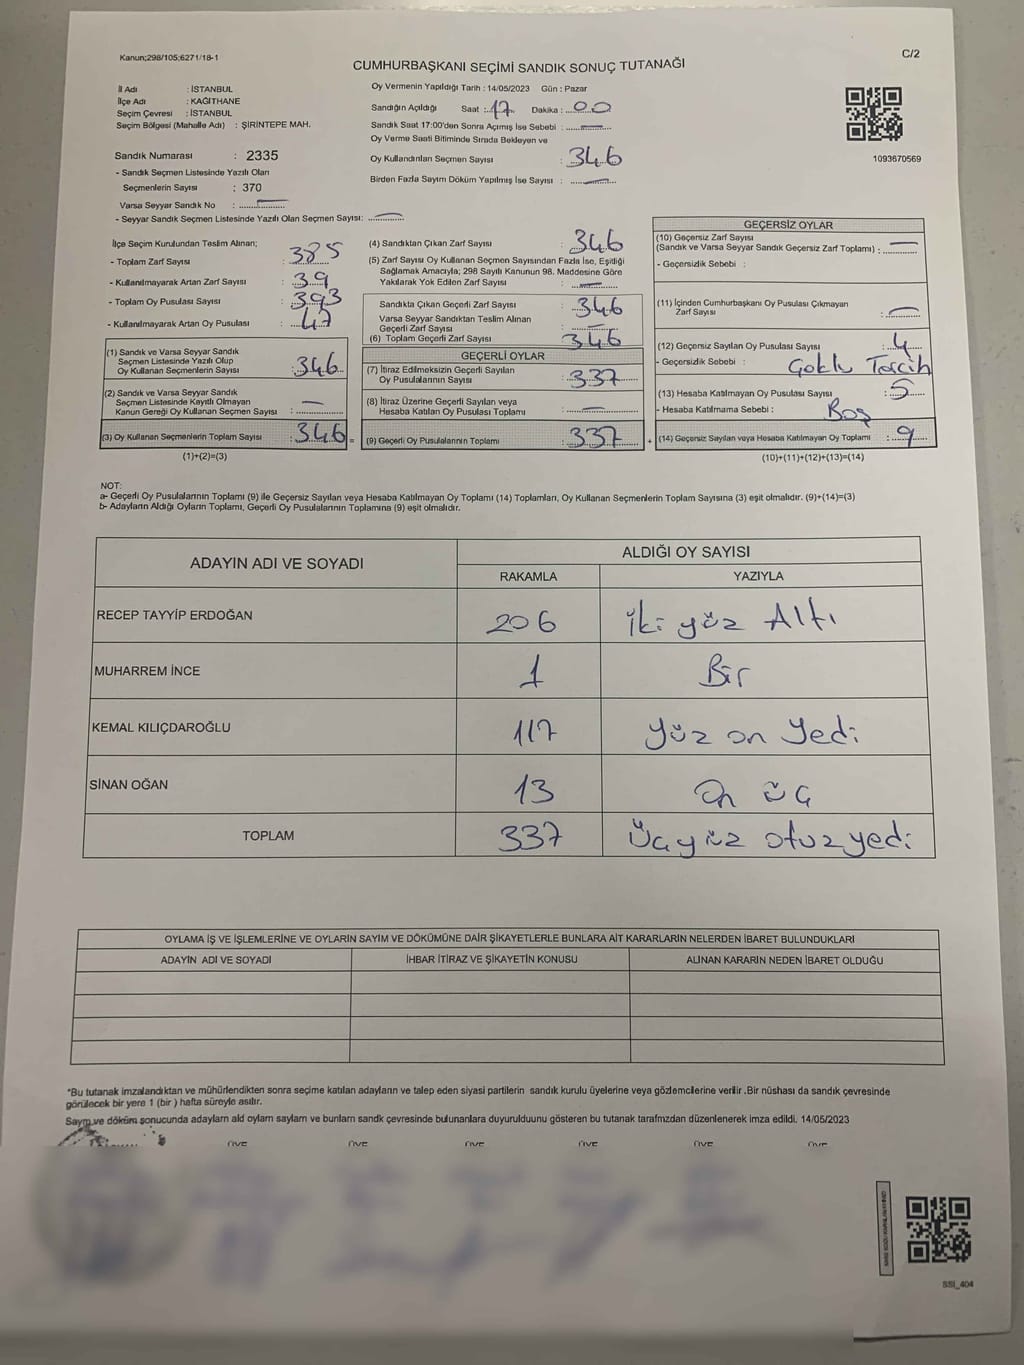 Kanun;298/105;6271/18-1
C/2
CUMHURBAŞKANI SEÇİMİ SANDIK SONUÇ TUTANAĞI
İl Adı : İSTANBUL
İlçe Adı : KAĞITHANE
Seçim Çevresi : İSTANBUL
Seçim Bölgesi (Mahalle Adı) : ŞİRİNTEPE MAH.
Sandık Numarası : 2335
- Sandık Seçmen Listesinde Yazılı Olan
Seçmenlerin Sayısı : 370
Varsa Seyyar Sandık No :
- Seyyar Sandık Seçmen Listesinde Yazılı Olan Seçmen Sayısı:
Oy Vermenin Yapıldığı Tarih : 14/05/2023 Gün : Pazar
Sandığın Açıldığı Saat : 17 Dakika : 00
Sandık Saat 17:00'den Sonra Açımış İse Sebebi :
Oy Verme Saati Bitiminde Sırada Bekleyen ve
Oy Kullandırılan Seçmen Sayısı : 346
Birden Fazla Sayım Döküm Yapılmış İse Sayısı :
1093670569
İlçe Seçim Kurulundan Teslim Alınan;
- Toplam Zarf Sayısı : 385
- Kullanılmayarak Artan Zarf Sayısı : 39
- Toplam Oy Pusulası Sayısı : 393
- Kullanılmayarak Artan Oy Pusulası : 47
(1) Sandık ve Varsa Seyyar Sandık
Seçmen Listesinde Yazılı Olup
Oy Kullanan Seçmenlerin Sayısı : 346
(2) Sandık ve Varsa Seyyar Sandık
Seçmen Listesinde Kayıtlı Olmayan
Kanun Gereği Oy Kullanan Seçmen Sayısı :
(3) Oy Kullanan Seçmenlerin Toplam Sayısı : 346 =
(1)+(2)=(3)
(4) Sandıktan Çıkan Zarf Sayısı : 346
(5) Zarf Sayısı Oy Kullanan Seçmen Sayısından Fazla İse, Eşitliği
Sağlamak Amacıyla; 298 Sayılı Kanunun 98. Maddesine Göre
Yakılarak Yok Edilen Zarf Sayısı :
Sandıkta Çıkan Geçerli Zarf Sayısı : 346
Varsa Seyyar Sandıktan Teslim Alınan
Geçerli Zarf Sayısı :
(6) Toplam Geçerli Zarf Sayısı : 346
GEÇERLİ OYLAR
(7) İtiraz Edilmeksizin Geçerli Sayılan
Oy Pusulalarının Sayısı : 337
(8) İtiraz Üzerine Geçerli Sayılan veya
Hesaba Katılan Oy Pusulası Toplamı :
(9) Geçerli Oy Pusulalarının Toplamı : 337 +
GEÇERSİZ OYLAR
(10) Geçersiz Zarf Sayısı
(Sandık ve Varsa Seyyar Sandık Geçersiz Zarf Toplamı) :
- Geçersizlik Sebebi :
(11) İçinden Cumhurbaşkanı Oy Pusulası Çıkmayan
Zarf Sayısı :
(12) Geçersiz Sayılan Oy Pusulası Sayısı : 4
- Geçersizlik Sebebi : Çoklu Tercih
(13) Hesaba Katılmayan Oy Pusulası Sayısı : 5
- Hesaba Katılmama Sebebi : Boş
(14) Geçersiz Sayılan veya Hesaba Katılmayan Oy Toplamı : 9
(10)+(11)+(12)+(13)=(14)
NOT:
a- Geçerli Oy Pusulalarının Toplamı (9) ile Geçersiz Sayılan veya Hesaba Katılmayan Oy Toplamı (14) Toplamları, Oy Kullanan Seçmenlerin Toplam Sayısına (3) eşit olmalıdır. (9)+(14)=(3)
b- Adayların Aldığı Oyların Toplamı, Geçerli Oy Pusulalarının Toplamına (9) eşit olmalıdır.
ADAYIN ADI VE SOYADI
ALDIĞI OY SAYISI
RAKAMLA YAZIYLA
RECEP TAYYİP ERDOĞAN 206 iki yüz Altı
MUHARREM İNCE 1 Bir
KEMAL KILIÇDAROĞLU 117 yüz on yedi
SİNAN OĞAN 13 On üç
TOPLAM 337 Üçyüz otuzyedi
OYLAMA İŞ VE İŞLEMLERİNE VE OYLARIN SAYIM VE DÖKÜMÜNE DAİR ŞİKAYETLERLE BUNLARA AİT KARARLARIN NELERDEN İBARET BULUNDUKLARI
ADAYIN ADI VE SOYADI İHBAR İTİRAZ VE ŞİKAYETİN KONUSU ALINAN KARARIN NEDEN İBARET OLDUĞU
*Bu tutanak imzalandıktan ve mühürlendikten sonra seçime katılan adayların ve talep eden siyasi partilerin sandık kurulu üyelerine veya gözlemcilerine verilir .Bir nüshası da sandık çevresinde
görülecek bir yere 1 (bir ) hafta süreyle asılır.
Sayım ve döküm sonucunda adayların ald oyların sayların ve bunların sandk çevresinde bulunanlara duyurulduunu gösteren bu tutanak tarafmzdan düzenlenerek imza edildi. 14/05/2023
SSI_404